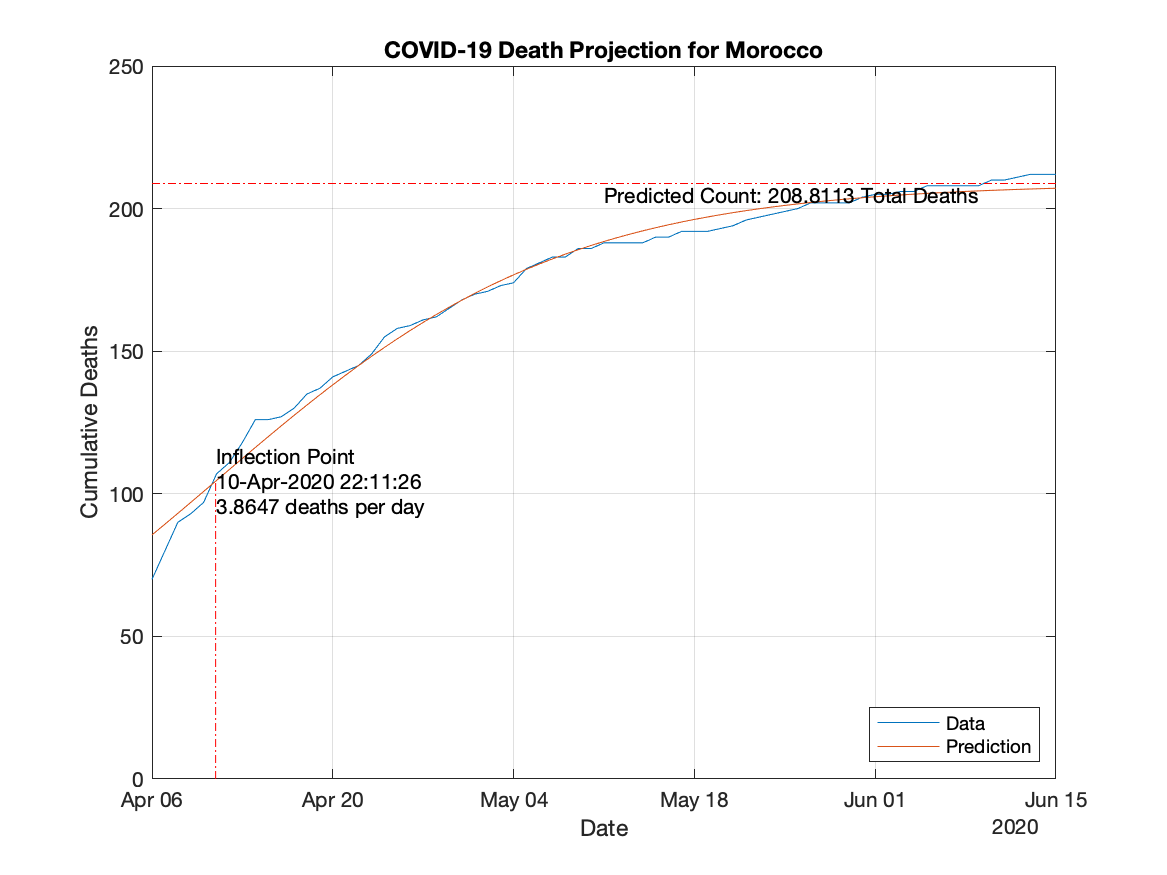 COVID-19 Death Projection for Morocco
250
200
150
100
50
0
Cumulative Deaths
Predicted Count: 208.8113 Total Deaths
Inflection Point
10-Apr-2020 22:11:26
3.8647 deaths per day
Data
Prediction
Apr 06 Apr 20 May 04 May 18 Jun 01 Jun 15
Date
2020